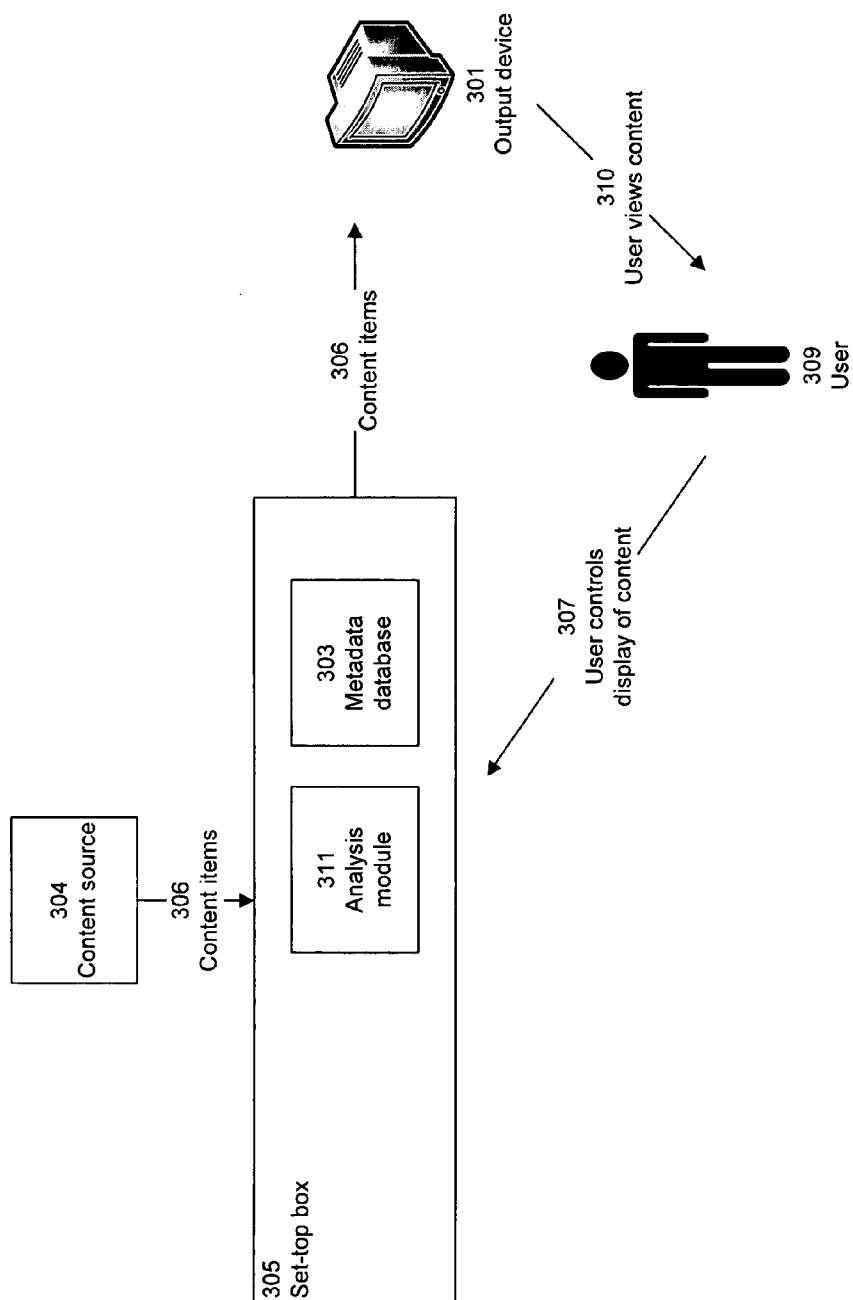 304
Content source
306
Content items
305
Set-top box
311
Analysis
module
303
Metadata
database
306
Content items
301
Output device
307
User controls
display of content
310
User views content
309
User